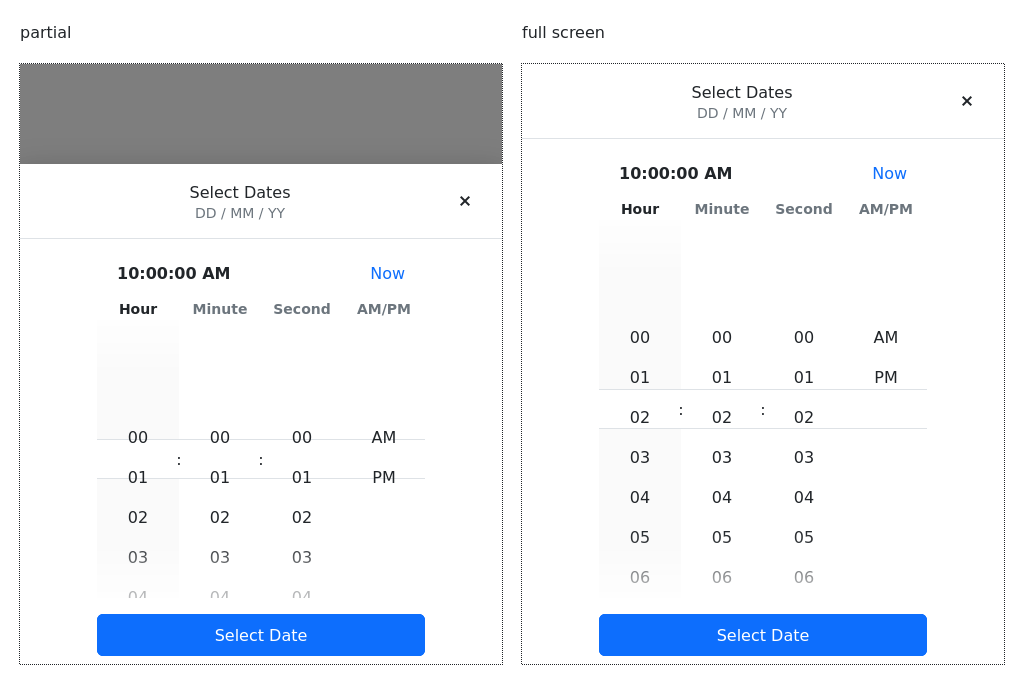 partial
Select Dates
DD / MM / YY
×
10:00:00 AM Now
Hour Minute Second AM/PM
00 00 00 AM
: :
01 01 01 PM
02 02 02
03 03 03
04 04 04
Select Date
full screen
Select Dates
DD / MM / YY
×
10:00:00 AM Now
Hour Minute Second AM/PM
00 00 00 AM
01 01 01 PM
02 : 02 : 02
03 03 03
04 04 04
05 05 05
06 06 06
Select Date